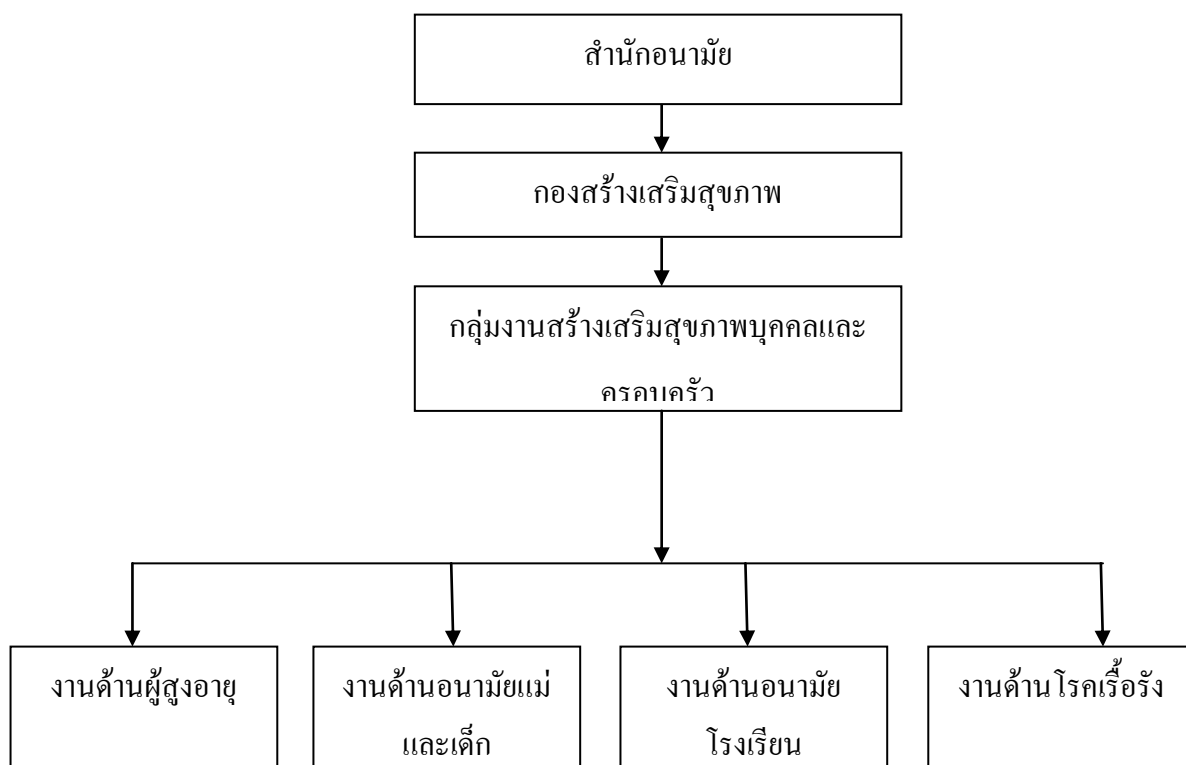 สำนักอนามัย
กองสร้างเสริมสุขภาพ
กลุ่มงานสร้างเสริมสุขภาพบุคคลและ
ครอบครัว
งานด้านผู้สูงอายุ
งานด้านอนามัยแม่
และเด็ก
งานด้านอนามัย
โรงเรียน
งานด้านโรคเรื้อรัง